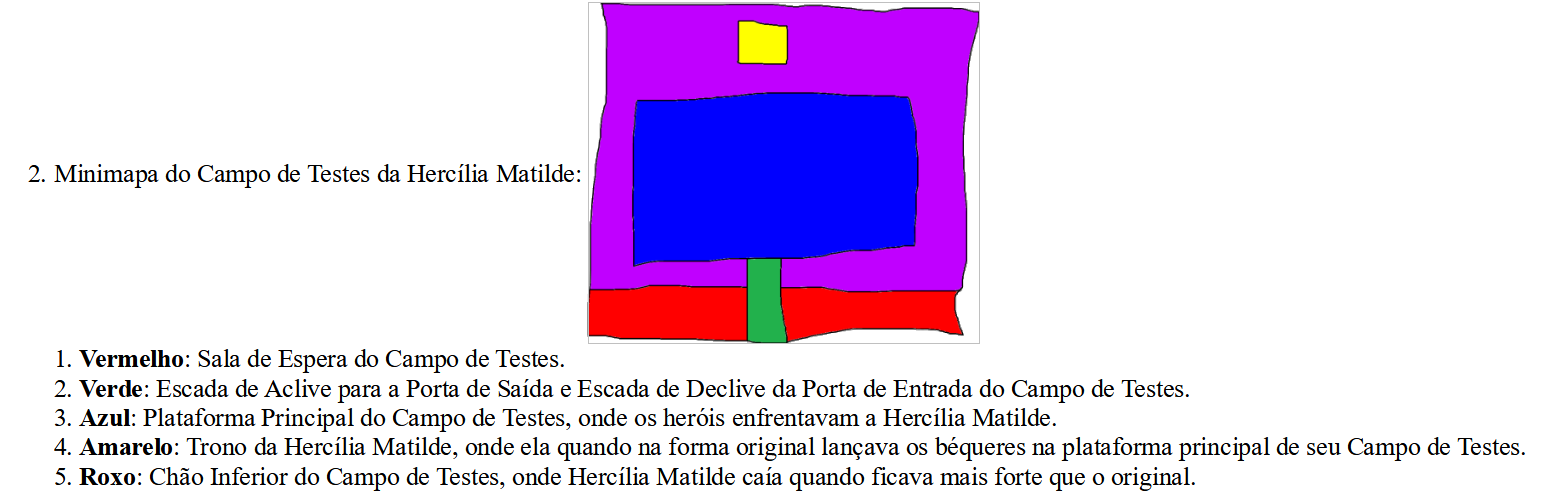 2. Minimapa do Campo de Testes da Hercília Matilde:
1. Vermelho: Sala de Espera do Campo de Testes.
2. Verde: Escada de Aclive para a Porta de Saída e Escada de Declive da Porta de Entrada do Campo de Testes.
3. Azul: Plataforma Principal do Campo de Testes, onde os heróis enfrentavam a Hercília Matilde.
4. Amarelo: Trono da Hercília Matilde, onde ela quando na forma original lançava os béqueres na plataforma principal de seu Campo de Testes.
5. Roxo: Chão Inferior do Campo de Testes, onde Hercília Matilde caía quando ficava mais forte que o original.